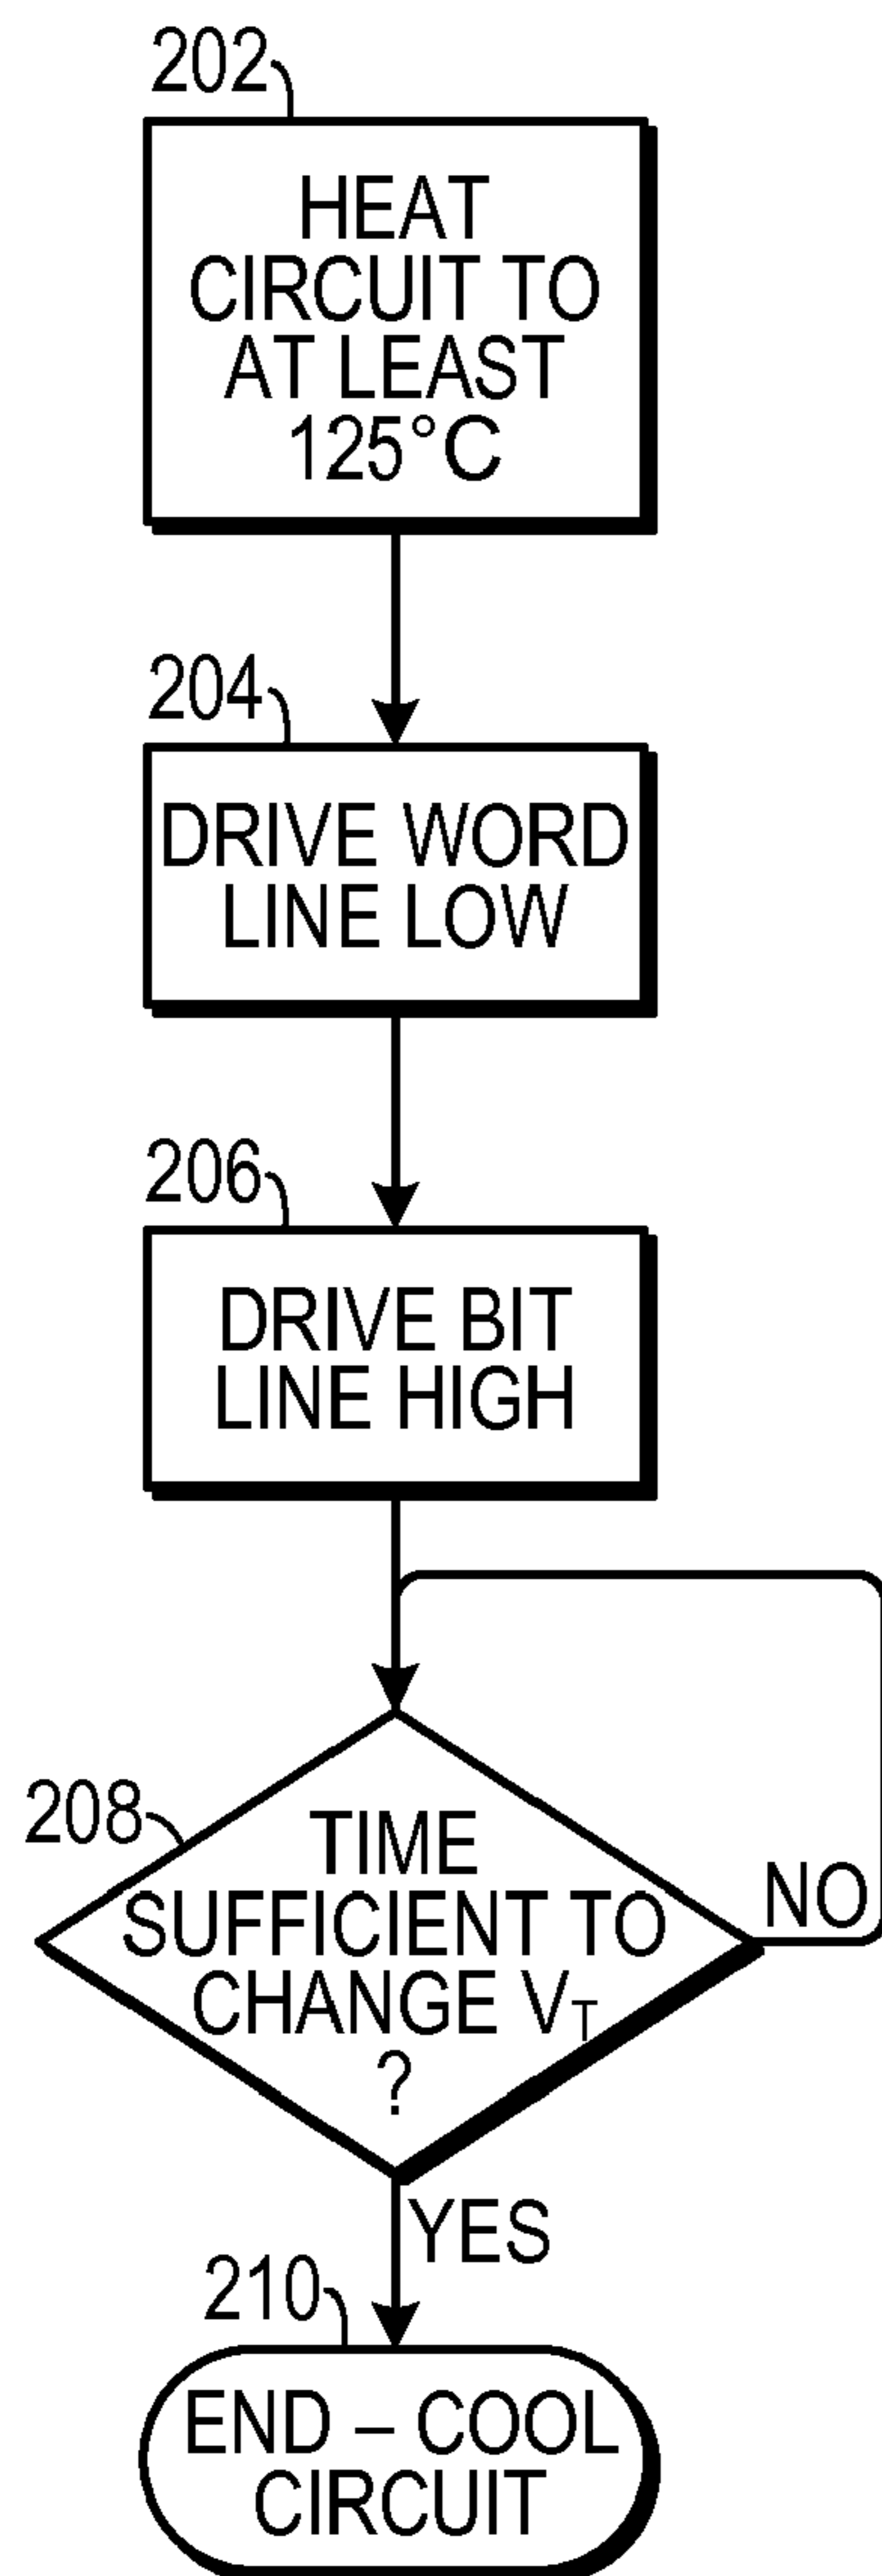 202
HEAT
CIRCUIT TO
AT LEAST
125°C
204
DRIVE WORD
LINE LOW
206
DRIVE BIT
LINE HIGH
208
TIME
SUFFICIENT TO
CHANGE VT
?
NO
YES
210
END – COOL
CIRCUIT